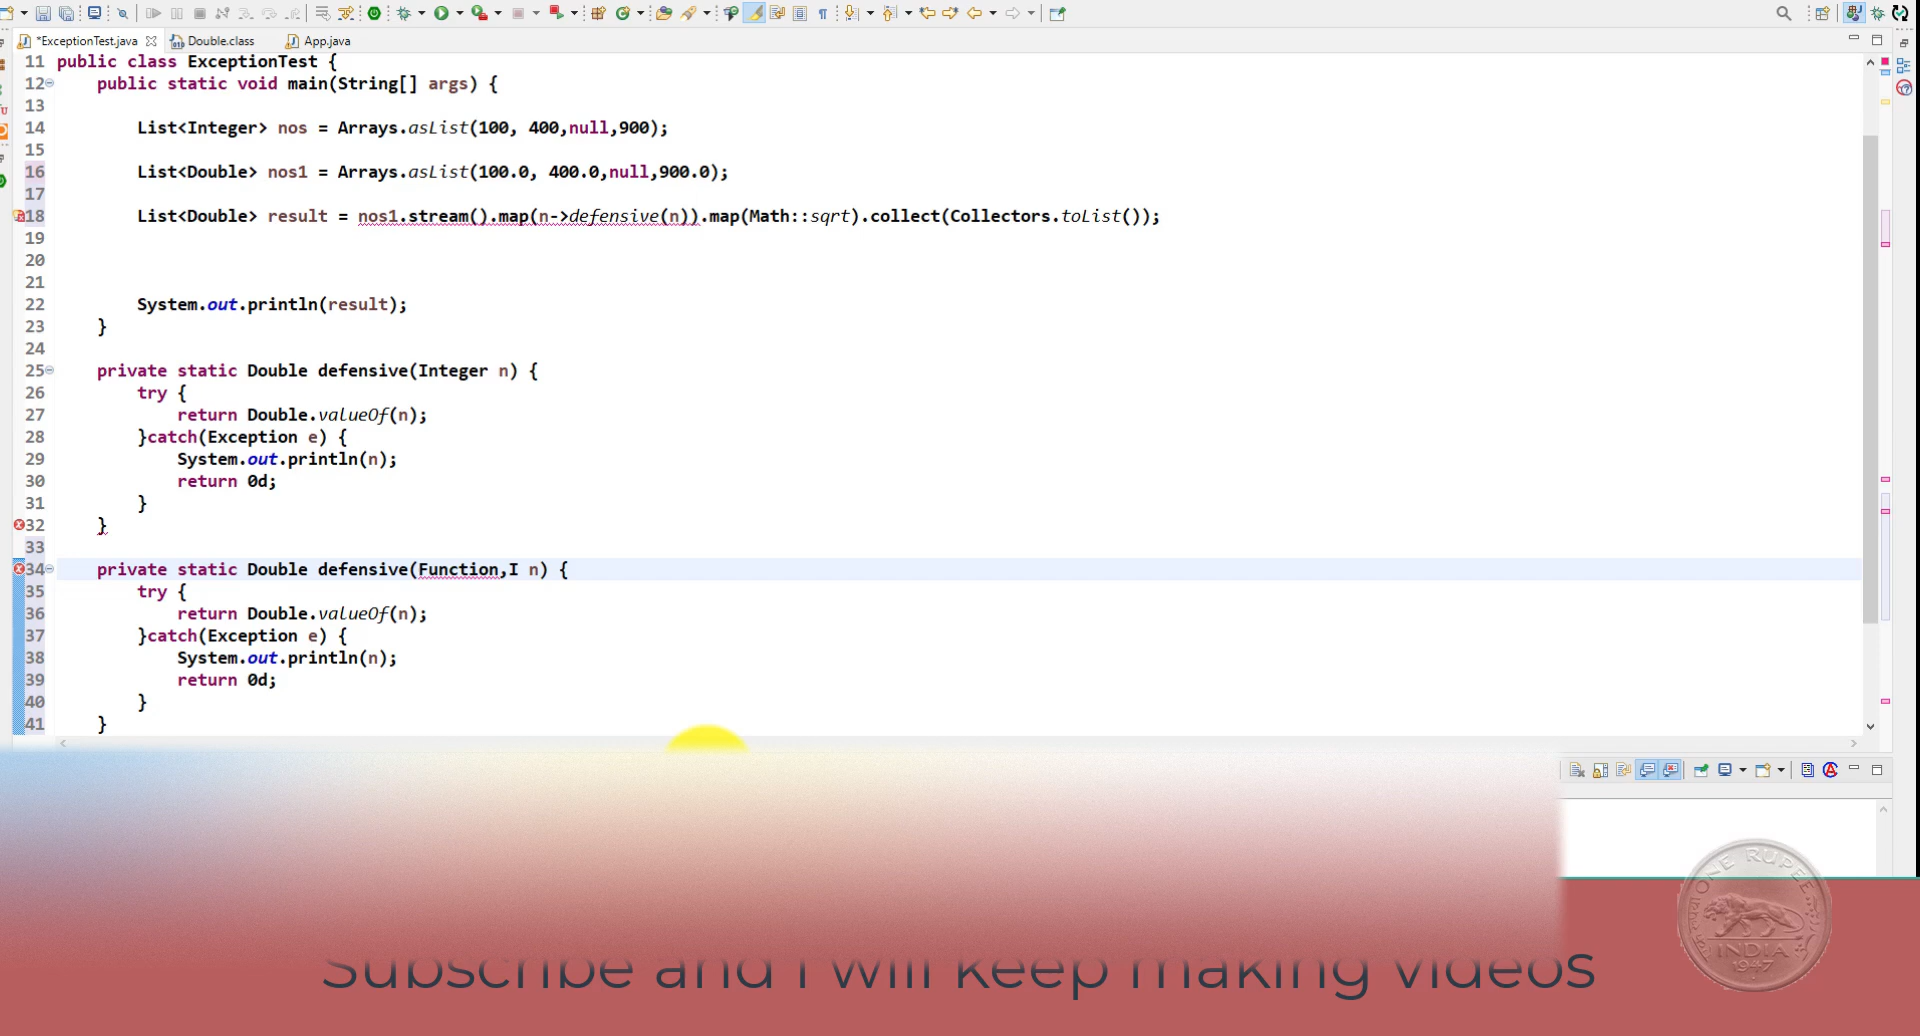 *ExceptionTest.java Double.class App.java
11 public class ExceptionTest {
12 public static void main(String[] args) {
13
14 List<Integer> nos = Arrays.asList(100, 400,null,900);
15
16 List<Double> nos1 = Arrays.asList(100.0, 400.0,null,900.0);
17
18 List<Double> result = nos1.stream().map(n->defensive(n)).map(Math::sqrt).collect(Collectors.toList());
19
20
21
22 System.out.println(result);
23 }
24
25 private static Double defensive(Integer n) {
26 try {
27 return Double.valueOf(n);
28 }catch(Exception e) {
29 System.out.println(n);
30 return 0d;
31 }
32 }
33
34 private static Double defensive(Function,I n) {
35 try {
36 return Double.valueOf(n);
37 }catch(Exception e) {
38 System.out.println(n);
39 return 0d;
40 }
41 }
ONE RUPEE
INDIA
1947
Subscribe and I will keep making videos